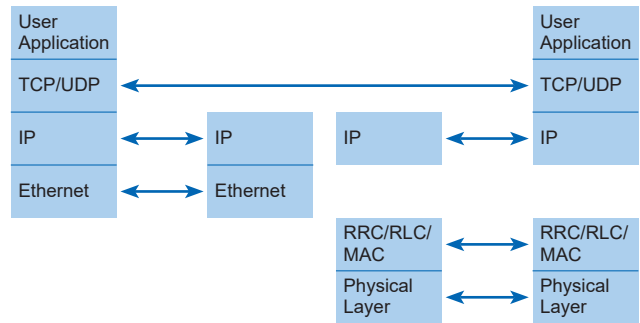 User
Application
User
Application
TCP/UDP
TCP/UDP
IP
IP
IP
IP
Ethernet
Ethernet
RRC/RLC/
MAC
RRC/RLC/
MAC
Physical
Layer
Physical
Layer